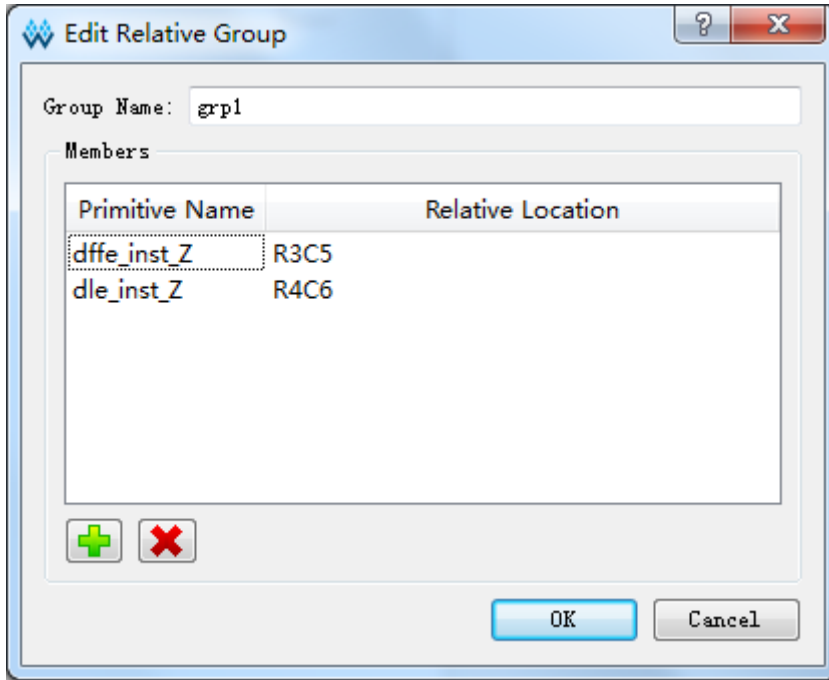 Edit Relative Group
Group Name: grp1
Members
Primitive Name Relative Location
dffe_inst_Z R3C5
dle_inst_Z R4C6
OK Cancel